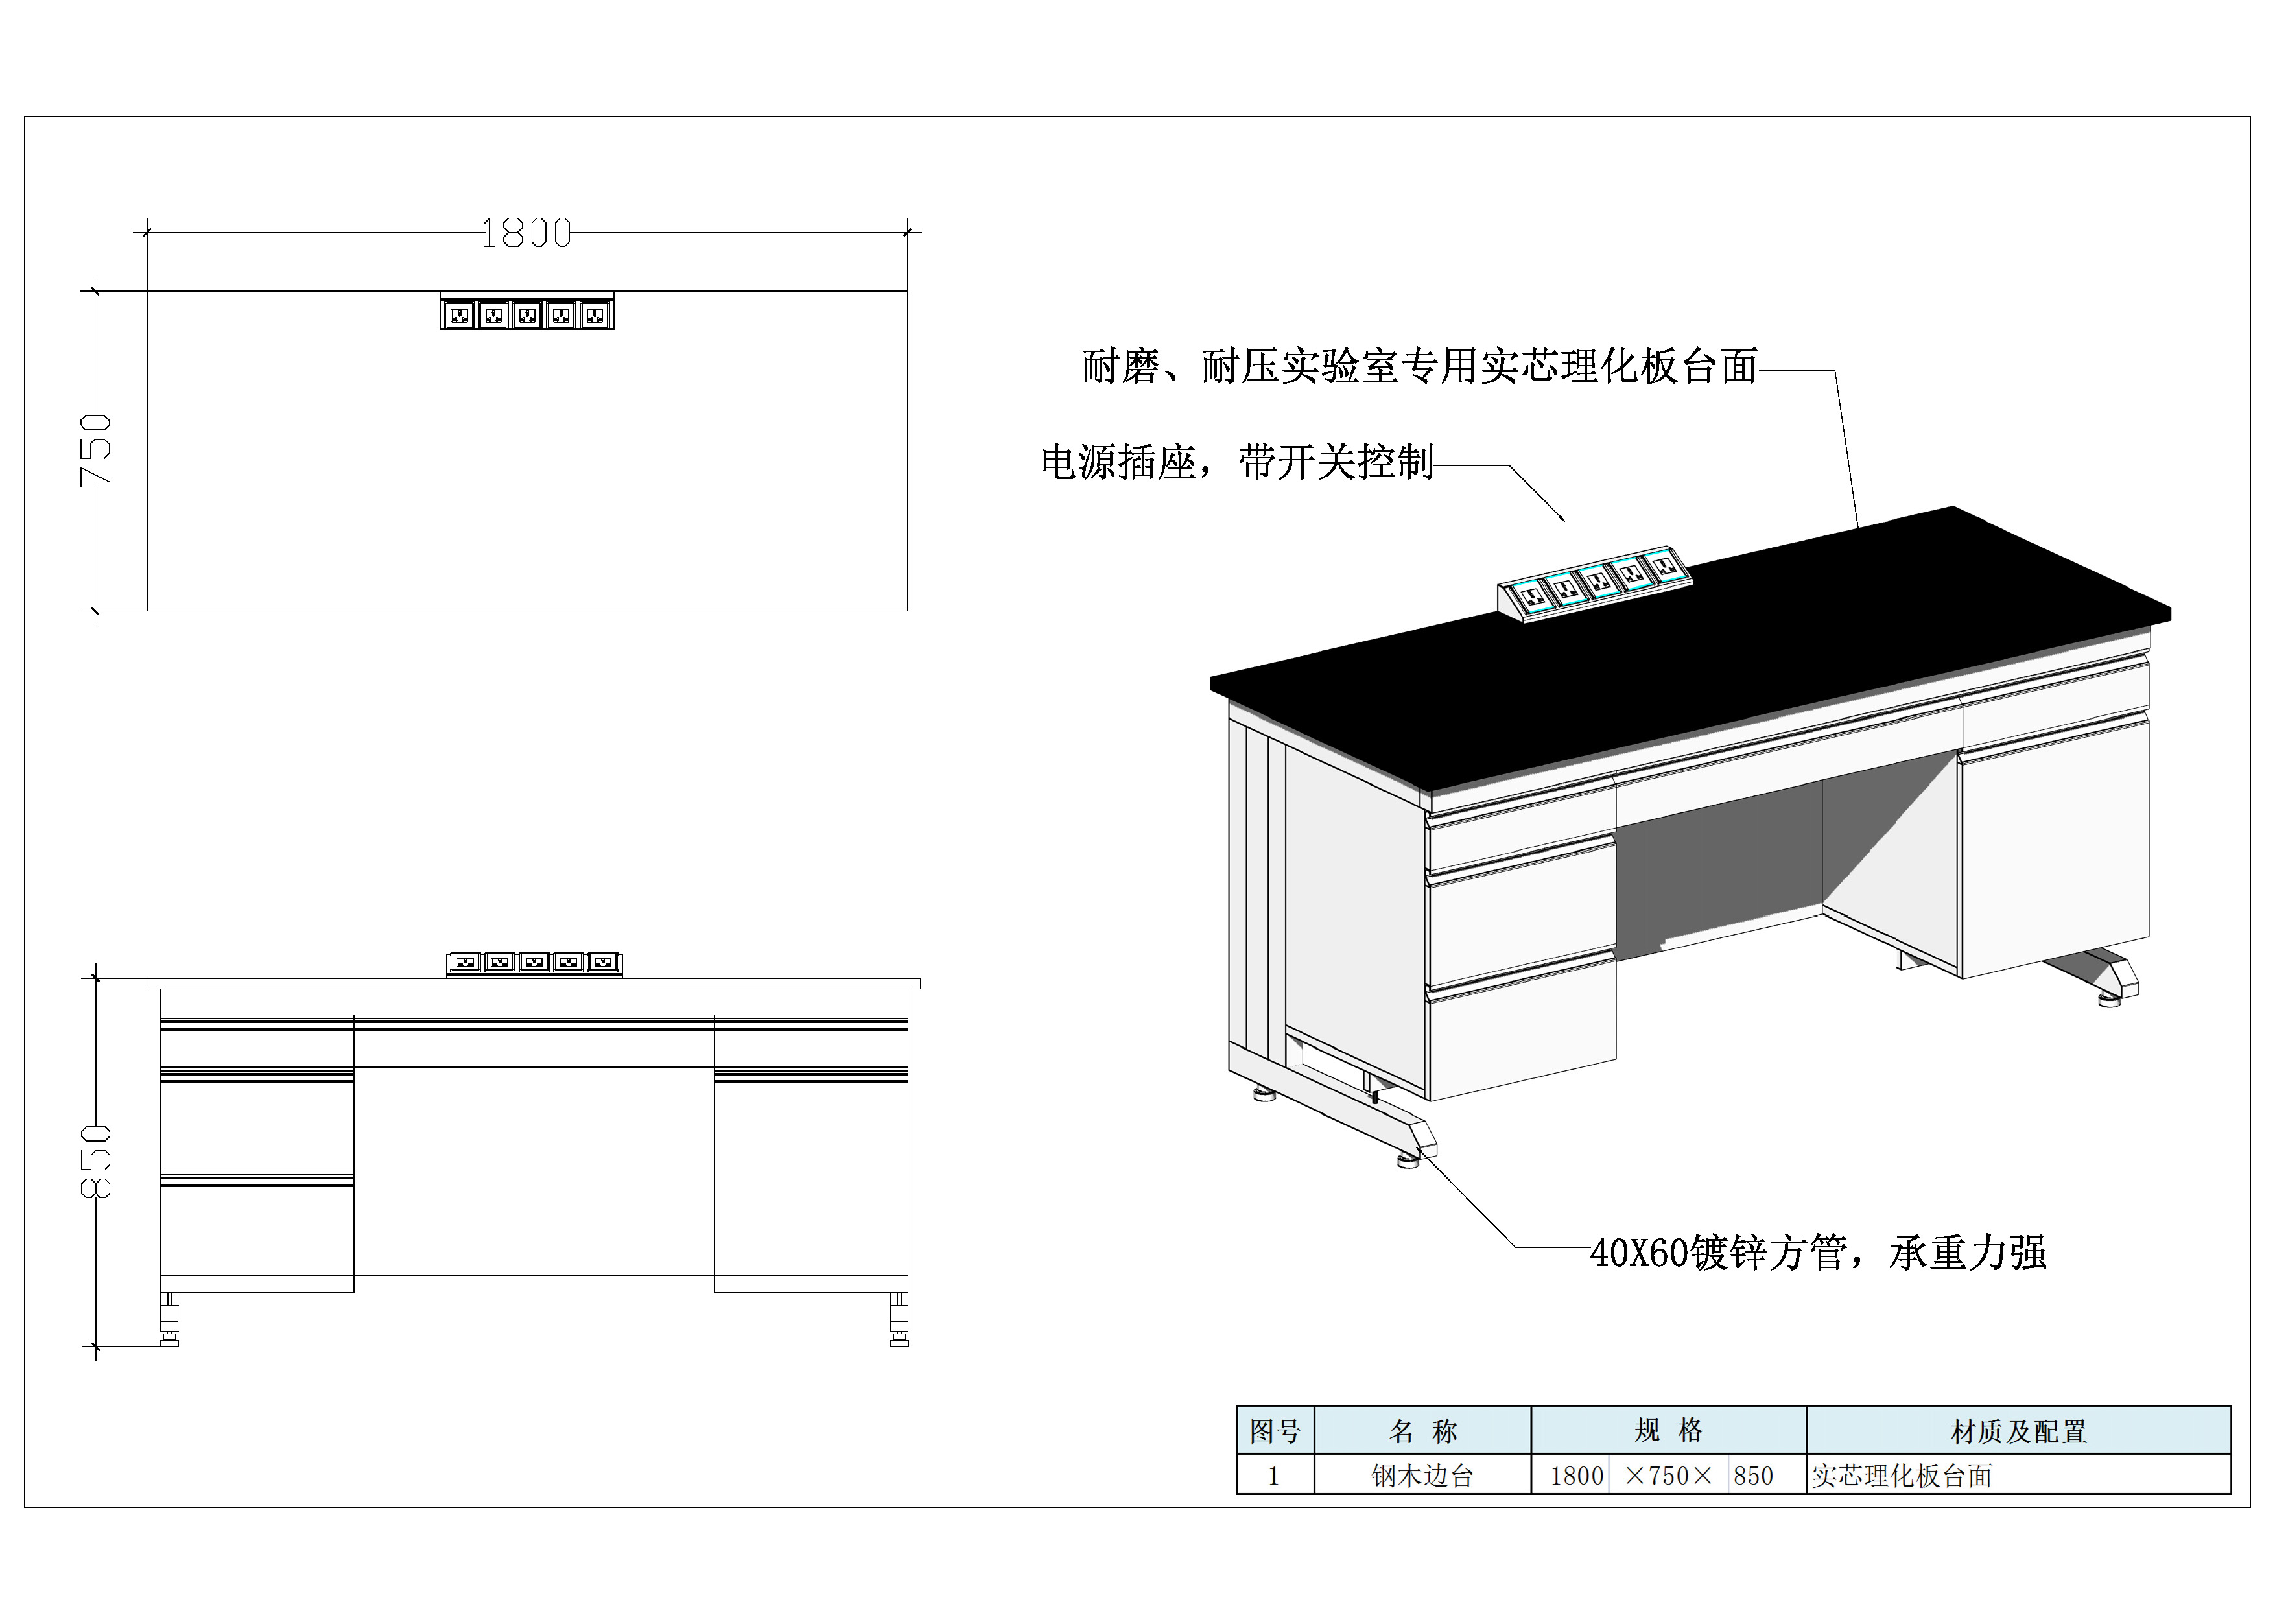 1800
750
耐磨、耐压实验室专用实芯理化板台面
电源插座，带开关控制
850
40X60镀锌方管，承重力强
图号 名 称 规 格 材质及配置
1 钢木边台 1800 ×750× 850 实芯理化板台面